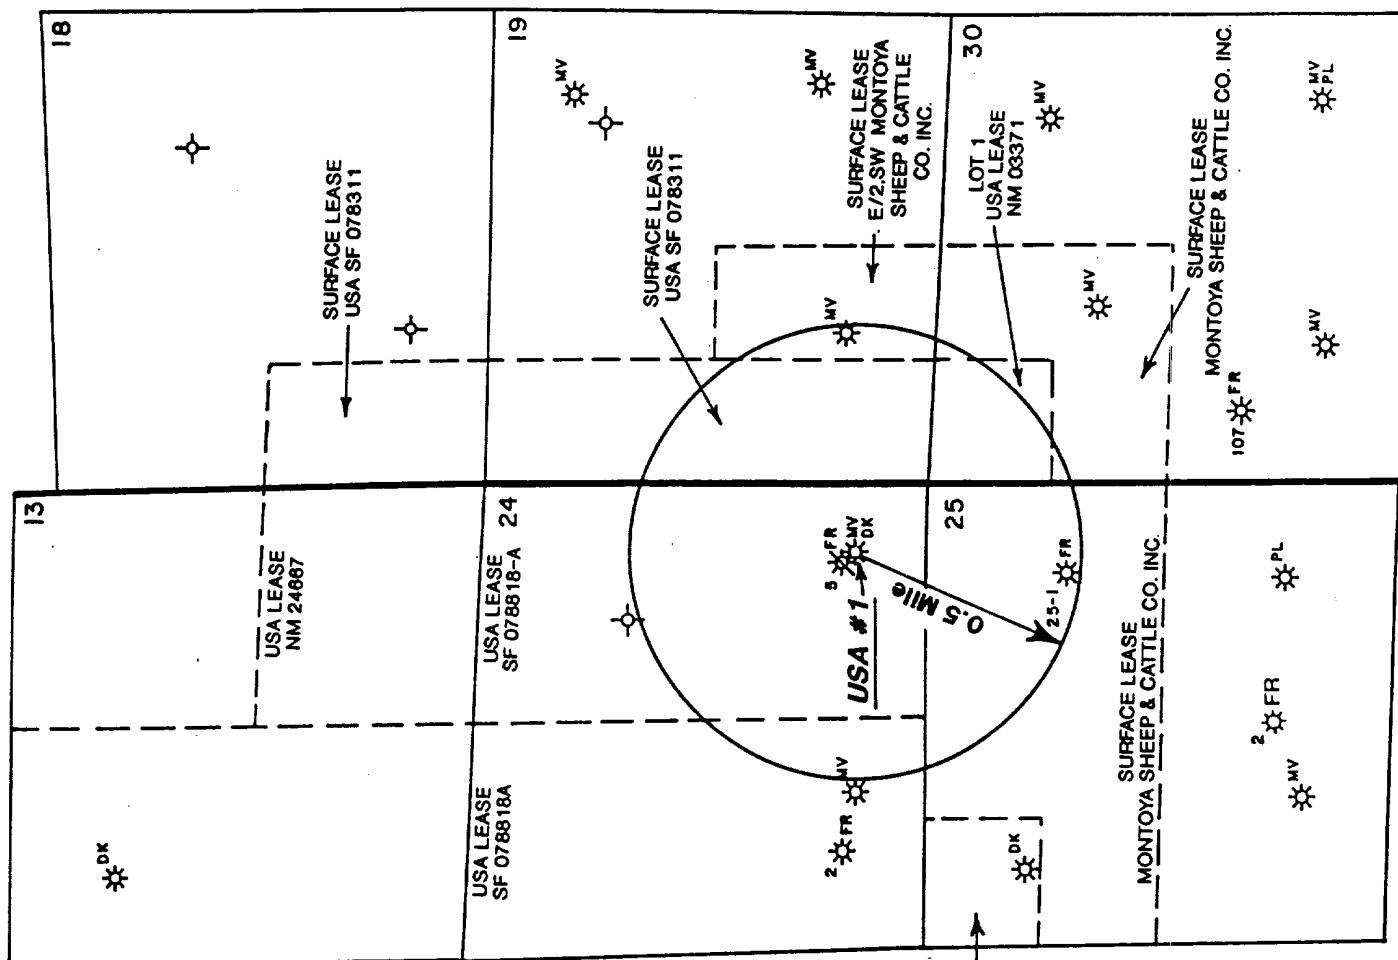 18
19
30
13
24
25
SURFACE LEASE
USA SF 078311
SURFACE LEASE
USA SF 078311
SURFACE LEASE
E/2,SW MONTOYA
SHEEP & CATTLE
CO. INC.
LOT 1
USA LEASE
NM 03371
SURFACE LEASE
MONTOYA SHEEP & CATTLE CO. INC.
USA LEASE
NM 24667
USA LEASE
SF 078818-A
USA LEASE
SF 078818A
SURFACE LEASE
MONTOYA SHEEP & CATTLE CO. INC.
USA #1
0.5 Mile
MV
MV
MV
MV
MV
MV
PL
MV
107 FR
5 FR
MV
DK
25-1 FR
PL
2 FR
MV
DK
2 FR
MV
DK